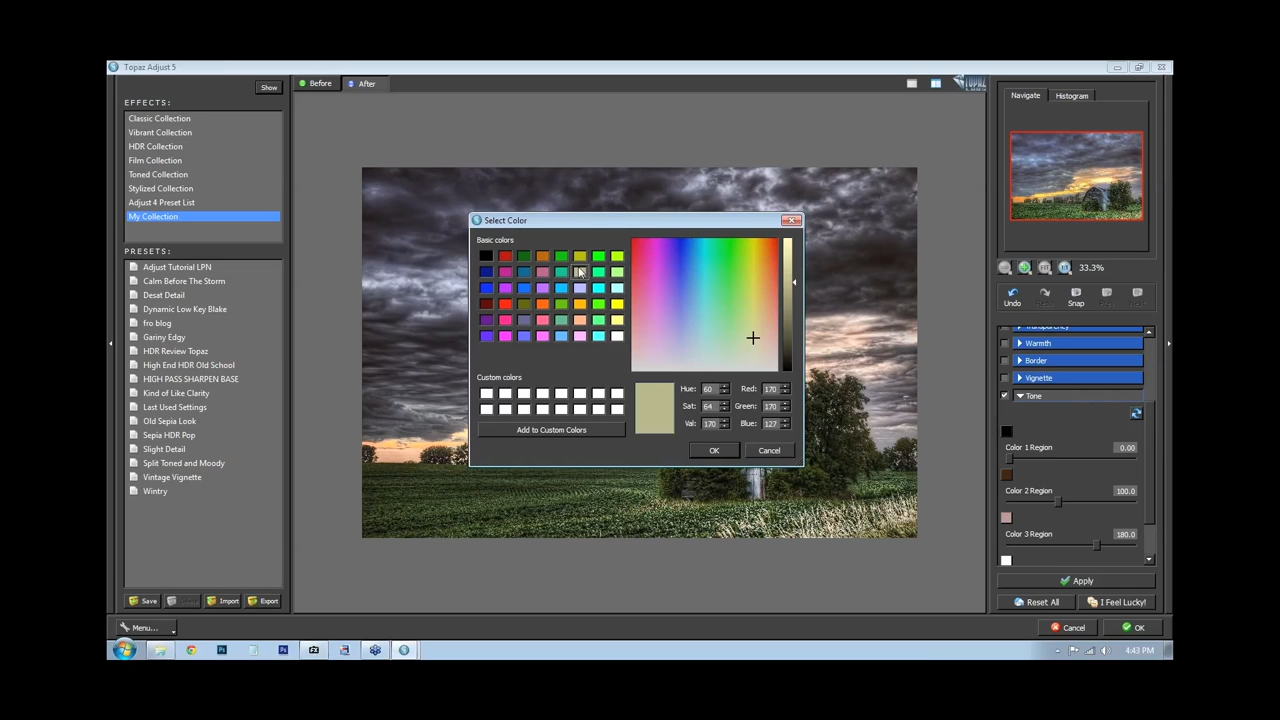 Topaz Adjust 5
Show
Before
After
TOPAZ
EFFECTS:
Classic Collection
Vibrant Collection
HDR Collection
Film Collection
Toned Collection
Stylized Collection
Adjust 4 Preset List
My Collection
PRESETS:
Adjust Tutorial LPN
Calm Before The Storm
Desat Detail
Dynamic Low Key Blake
fro blog
Gariny Edgy
HDR Review Topaz
High End HDR Old School
HIGH PASS SHARPEN BASE
Kind of Like Clarity
Last Used Settings
Old Sepia Look
Sepia HDR Pop
Slight Detail
Split Toned and Moody
Vintage Vignette
Wintry
Save
Import
Export
Menu...
Select Color
Basic colors
Custom colors
Add to Custom Colors
Hue: 60
Red: 170
Sat: 64
Green: 170
Val: 170
Blue: 127
OK
Cancel
Navigate
Histogram
FIT
1:1
33.3%
Undo
Snap
Transparency
Warmth
Border
Vignette
Tone
Color 1 Region
0.00
Color 2 Region
100.0
Color 3 Region
180.0
Apply
Reset All
I Feel Lucky!
Cancel
OK
4:43 PM